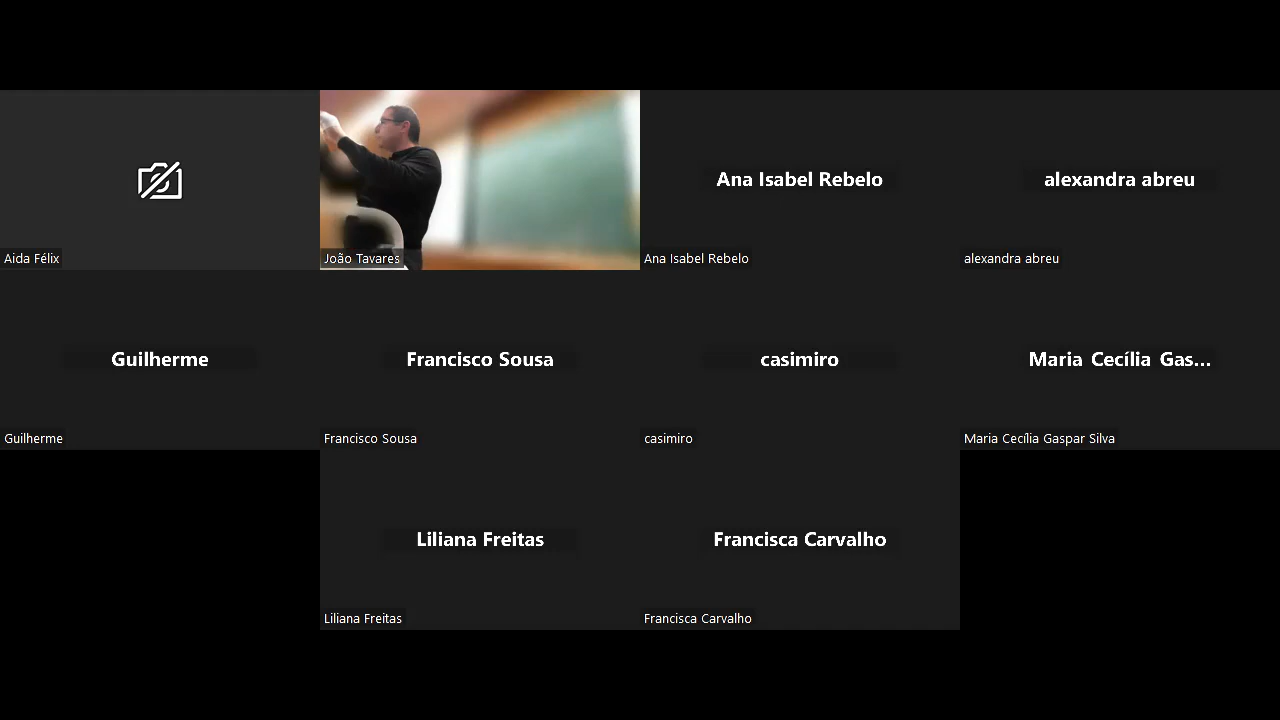 Aida Félix
João Tavares
Ana Isabel Rebelo
Ana Isabel Rebelo
alexandra abreu
alexandra abreu
Guilherme
Guilherme
Francisco Sousa
Francisco Sousa
casimiro
casimiro
Maria Cecília Gas...
Maria Cecília Gaspar Silva
Liliana Freitas
Liliana Freitas
Francisca Carvalho
Francisca Carvalho